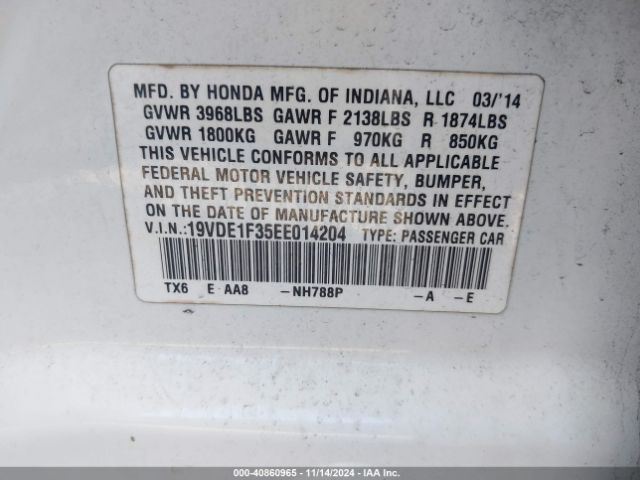 MFD. BY HONDA MFG. OF INDIANA, LLC 03/'14
GVWR 3968LBS GAWR F 2138LBS R 1874LBS
GVWR 1800KG GAWR F 970KG R 850KG
THIS VEHICLE CONFORMS TO ALL APPLICABLE
FEDERAL MOTOR VEHICLE SAFETY, BUMPER,
AND THEFT PREVENTION STANDARDS IN EFFECT
ON THE DATE OF MANUFACTURE SHOWN ABOVE.
V.I.N.:19VDE1F35EE014204 TYPE: PASSENGER CAR
TX6 E AA8 -NH788P -A -E
000-40860965 - 11/14/2024 - IAA Inc.